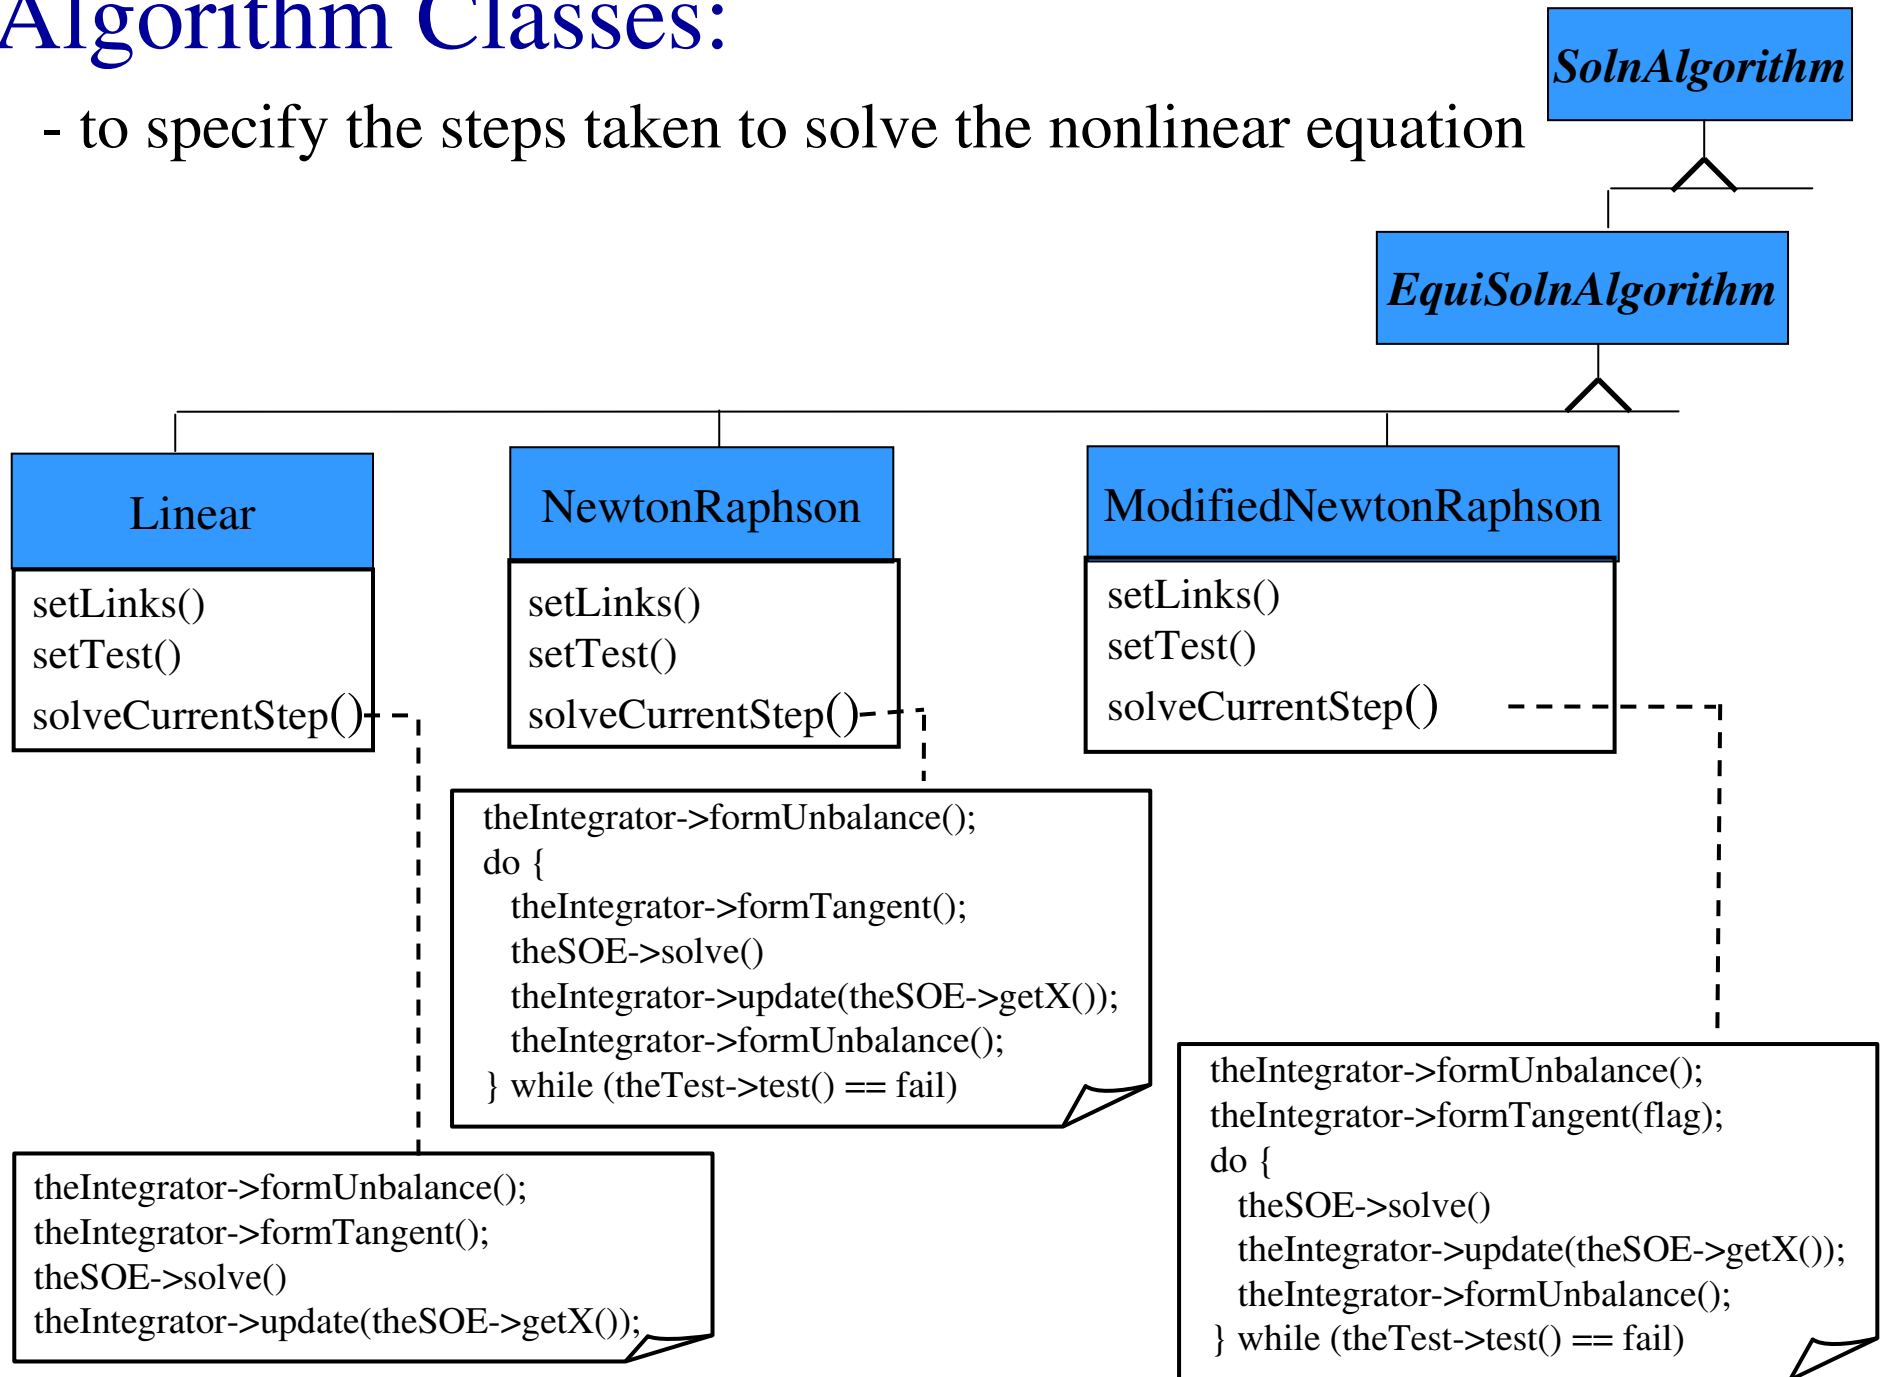 Algorithm Classes:
- to specify the steps taken to solve the nonlinear equation
SolnAlgorithm
EquiSolnAlgorithm
Linear
setLinks()
setTest()
solveCurrentStep()
NewtonRaphson
setLinks()
setTest()
solveCurrentStep()
ModifiedNewtonRaphson
setLinks()
setTest()
solveCurrentStep()
theIntegrator->formUnbalance();
do {
theIntegrator->formTangent();
theSOE->solve()
theIntegrator->update(theSOE->getX());
theIntegrator->formUnbalance();
} while (theTest->test() == fail)
theIntegrator->formUnbalance();
theIntegrator->formTangent(flag);
do {
theSOE->solve()
theIntegrator->update(theSOE->getX());
theIntegrator->formUnbalance();
} while (theTest->test() == fail)
theIntegrator->formUnbalance();
theIntegrator->formTangent();
theSOE->solve()
theIntegrator->update(theSOE->getX());